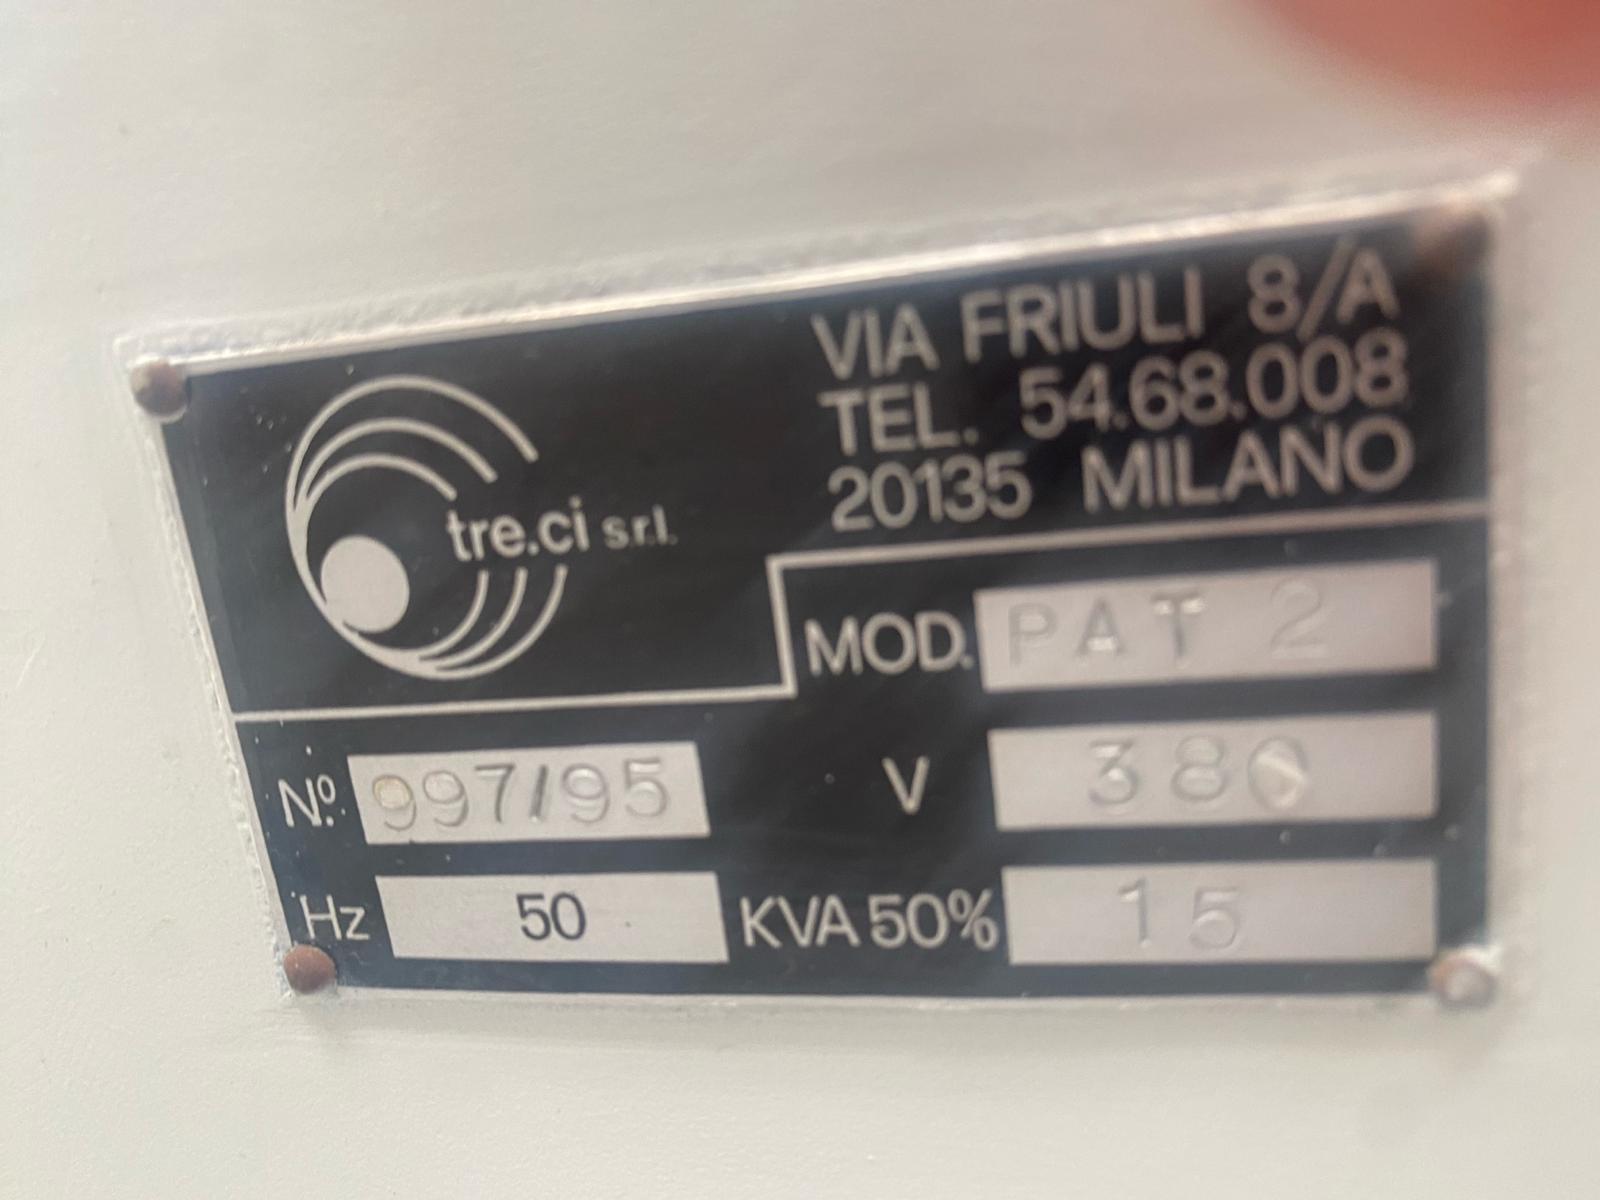 VIA FRIULI 8/A
TEL. 54.68.008
20135 MILANO
tre.ci s.r.l.
MOD. PAT 2
Nº. 997/95 V 380
Hz 50 KVA 50% 15